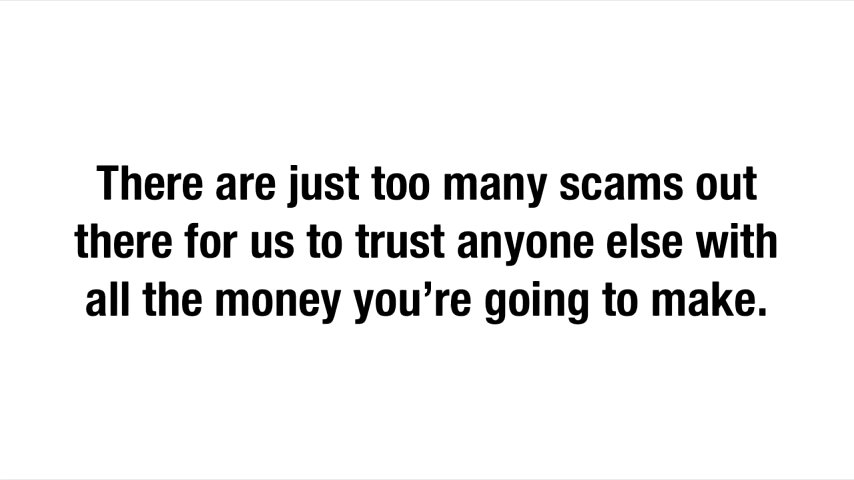 There are just too many scams out
there for us to trust anyone else with
all the money you’re going to make.